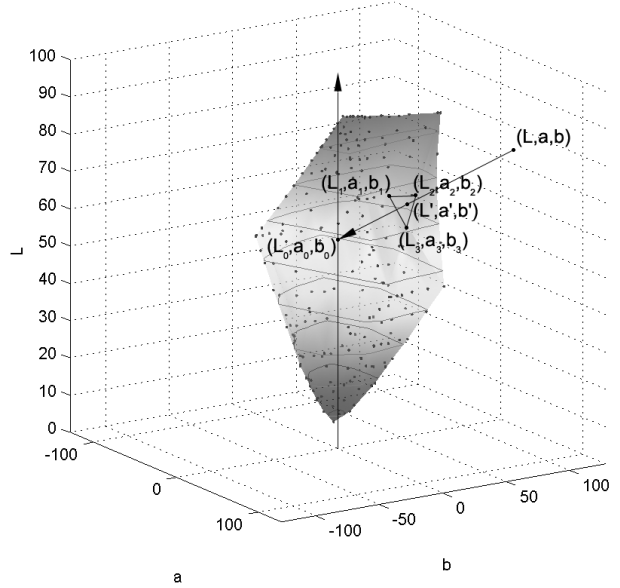 100
90
80
70
60
50
40
30
20
10
0
L
(L,a,b)
(L₁,a₁,b₁)
(L₂,a₂,b₂)
(L',a',b')
(L₃,a₃,b₃)
(L₀,a₀,b₀)
-100
0
100
a
-100
-50
0
50
100
b